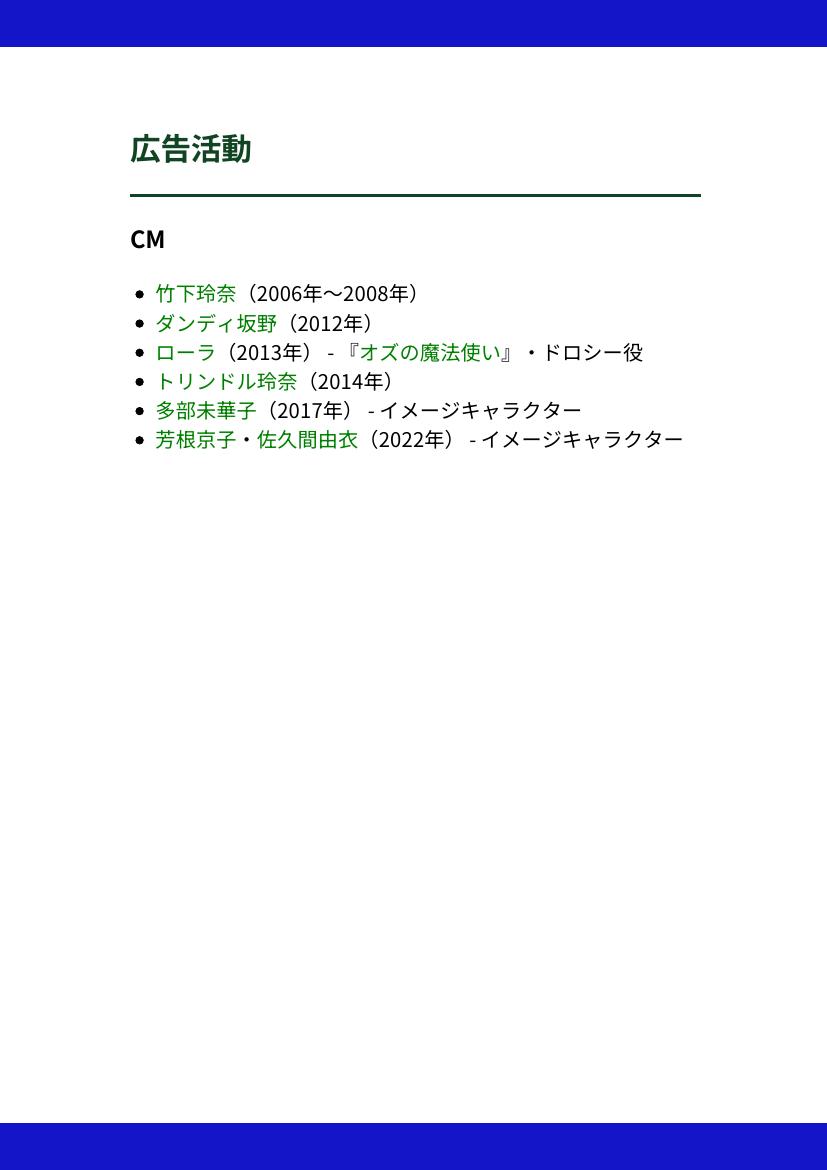 広告活動
CM
竹下玲奈（2006年〜2008年）
ダンディ坂野（2012年）
ローラ（2013年） - 『オズの魔法使い』・ドロシー役
トリンドル玲奈（2014年）
多部未華子（2017年） - イメージキャラクター
芳根京子・佐久間由衣（2022年） - イメージキャラクター